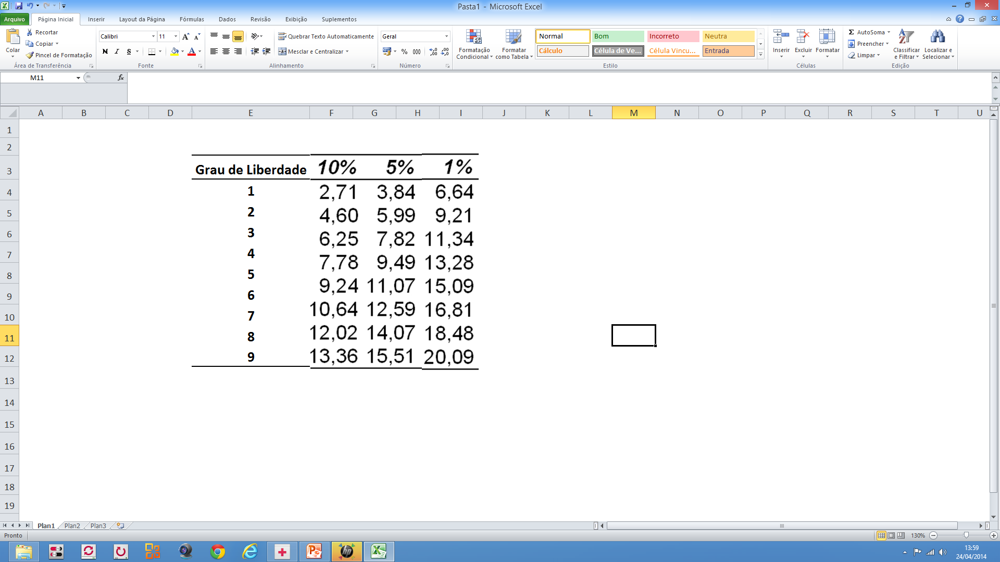 Pasta1 - Microsoft Excel
Arquivo Página Inicial Inserir Layout da Página Fórmulas Dados Revisão Exibição Suplementos
Colar
Recortar
Copiar
Pincel de Formatação
Área de Transferência
Calibri 11
N I S
Fonte
Quebrar Texto Automaticamente
Mesclar e Centralizar
Alinhamento
Geral
% 000 ,00
Número
Formatação Condicional
Formatar como Tabela
Normal Bom Incorreto Neutra
Cálculo Célula de Ve... Célula Vincu... Entrada
Estilo
Inserir Excluir Formatar
Células
Σ AutoSoma
Preencher
Limpar
Classificar e Filtrar
Localizar e Selecionar
Edição
M11 fx
A B C D E F G H I J K L M N O P Q R S T U
1
2
3 Grau de Liberdade 10% 5% 1%
4 1 2,71 3,84 6,64
5 2 4,60 5,99 9,21
6 3 6,25 7,82 11,34
7 4 7,78 9,49 13,28
8 5 9,24 11,07 15,09
9 6 10,64 12,59 16,81
10 7 12,02 14,07 18,48
11 8 13,36 15,51 20,09
12 9
13
14
15
16
17
18
19
Plan1 Plan2 Plan3
Pronto 130%
13:59
24/04/2014